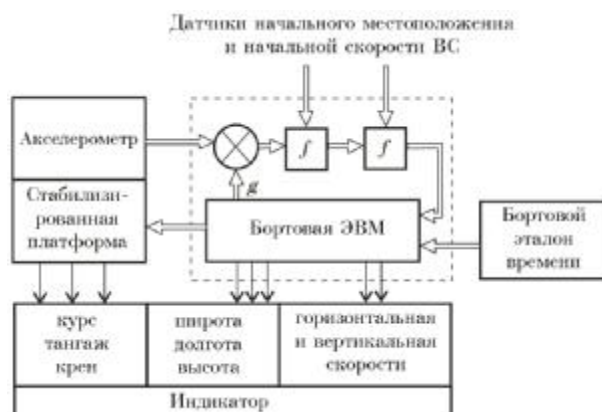 Датчики начального местоположения
и начальной скорости ВС
Акселерометр
f
f
g
Стабилизи-
рованная
платформа
Бортовая ЭВМ
Бортовой
эталон
времени
курс
тангаж
крен
широта
долгота
высота
горизонтальная
и вертикальная
скорости
Индикатор